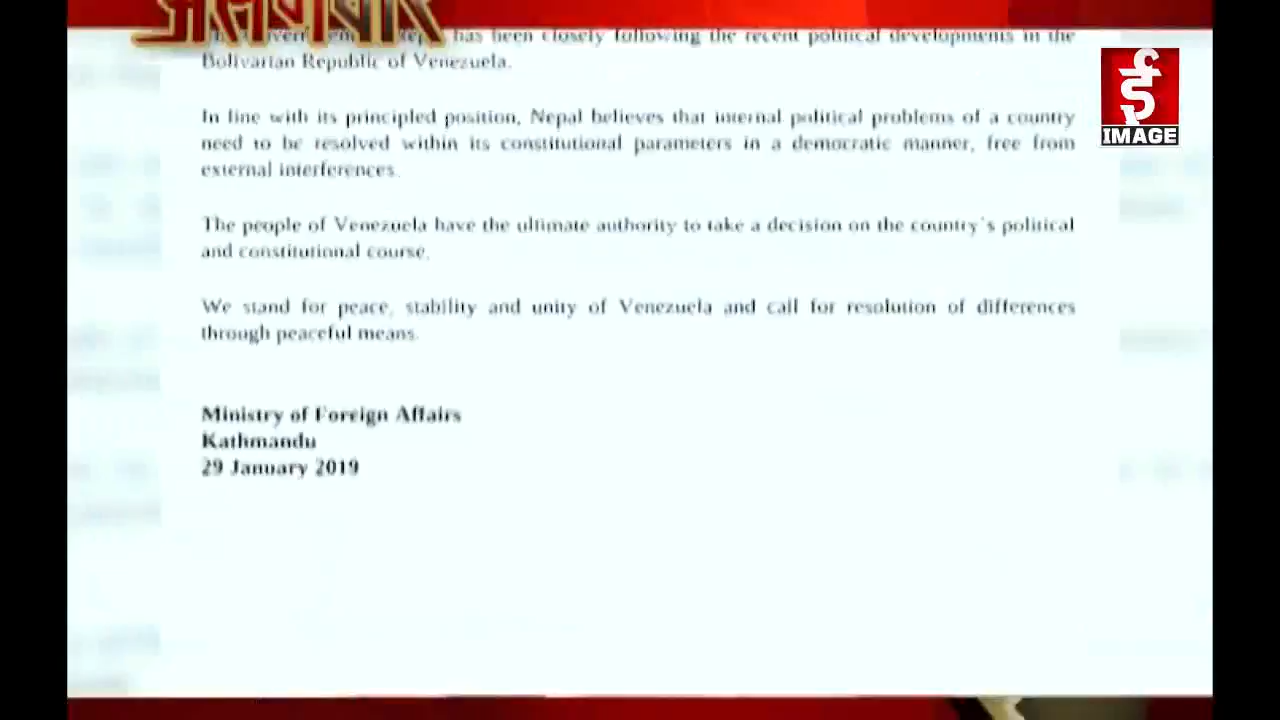 has been closely following the recent political developments in the
Bolivarian Republic of Venezuela.
In line with its principled position, Nepal believes that internal political problems of a country
need to be resolved within its constitutional parameters in a democratic manner, free from
external interferences.
The people of Venezuela have the ultimate authority to take a decision on the country's political
and constitutional course.
We stand for peace, stability and unity of Venezuela and call for resolution of differences
through peaceful means.
Ministry of Foreign Affairs
Kathmandu
29 January 2019
IMAGE